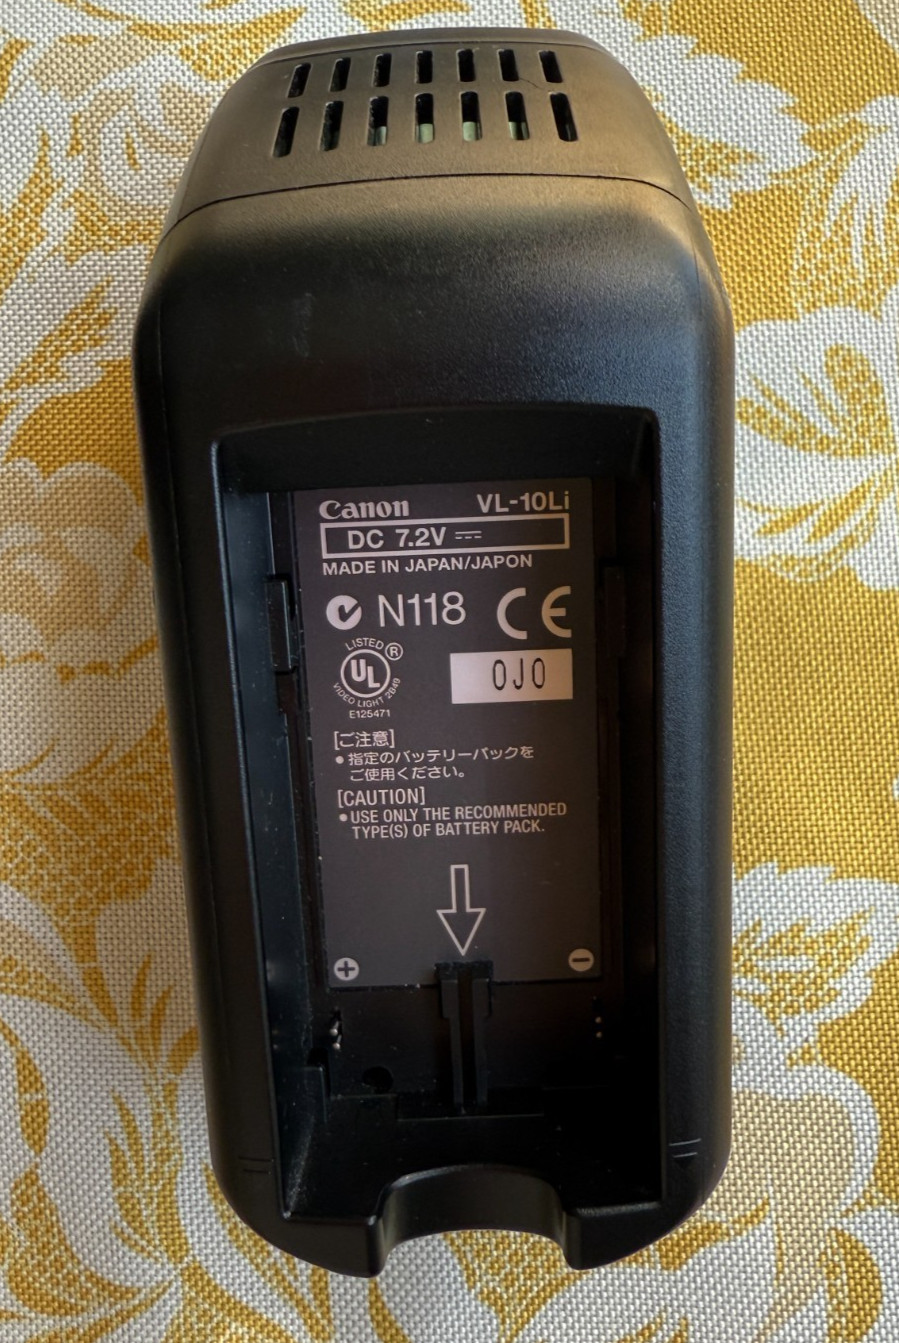 Canon VL-10Li
DC 7.2V ⎓
MADE IN JAPAN/JAPON
N118 CE
LISTED ®
UL
VIDEO LIGHT 2B49
E125471
0J0
[ご注意]
●指定のバッテリーパックを
ご使用ください。
[CAUTION]
●USE ONLY THE RECOMMENDED
TYPE(S) OF BATTERY PACK.
+ −